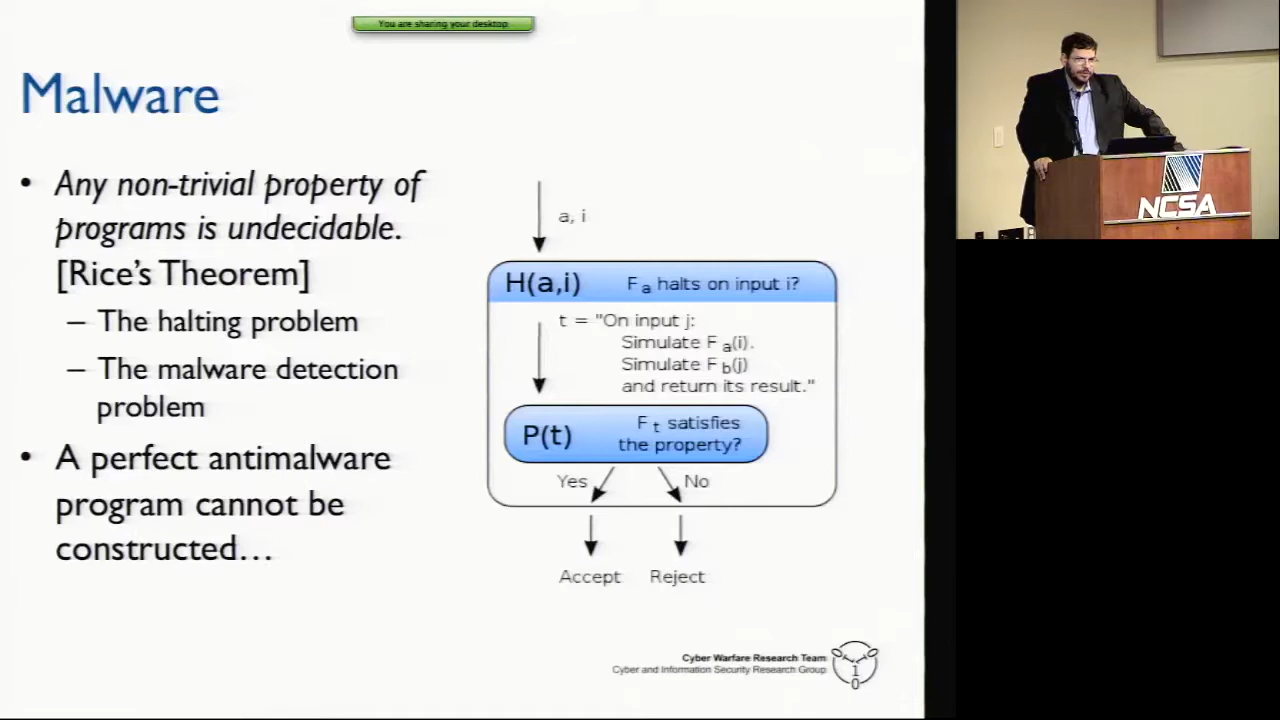 You are sharing your desktop
Malware
• Any non-trivial property of
programs is undecidable.
[Rice's Theorem]
– The halting problem
– The malware detection
problem
• A perfect antimalware
program cannot be
constructed…
a, i
H(a,i) F a halts on input i?
t = "On input j:
Simulate F a(i).
Simulate F b(j)
and return its result."
P(t) F t satisfies
the property?
Yes No
Accept Reject
Cyber Warfare Research Team
Cyber and Information Security Research Group
1
0
NCSA